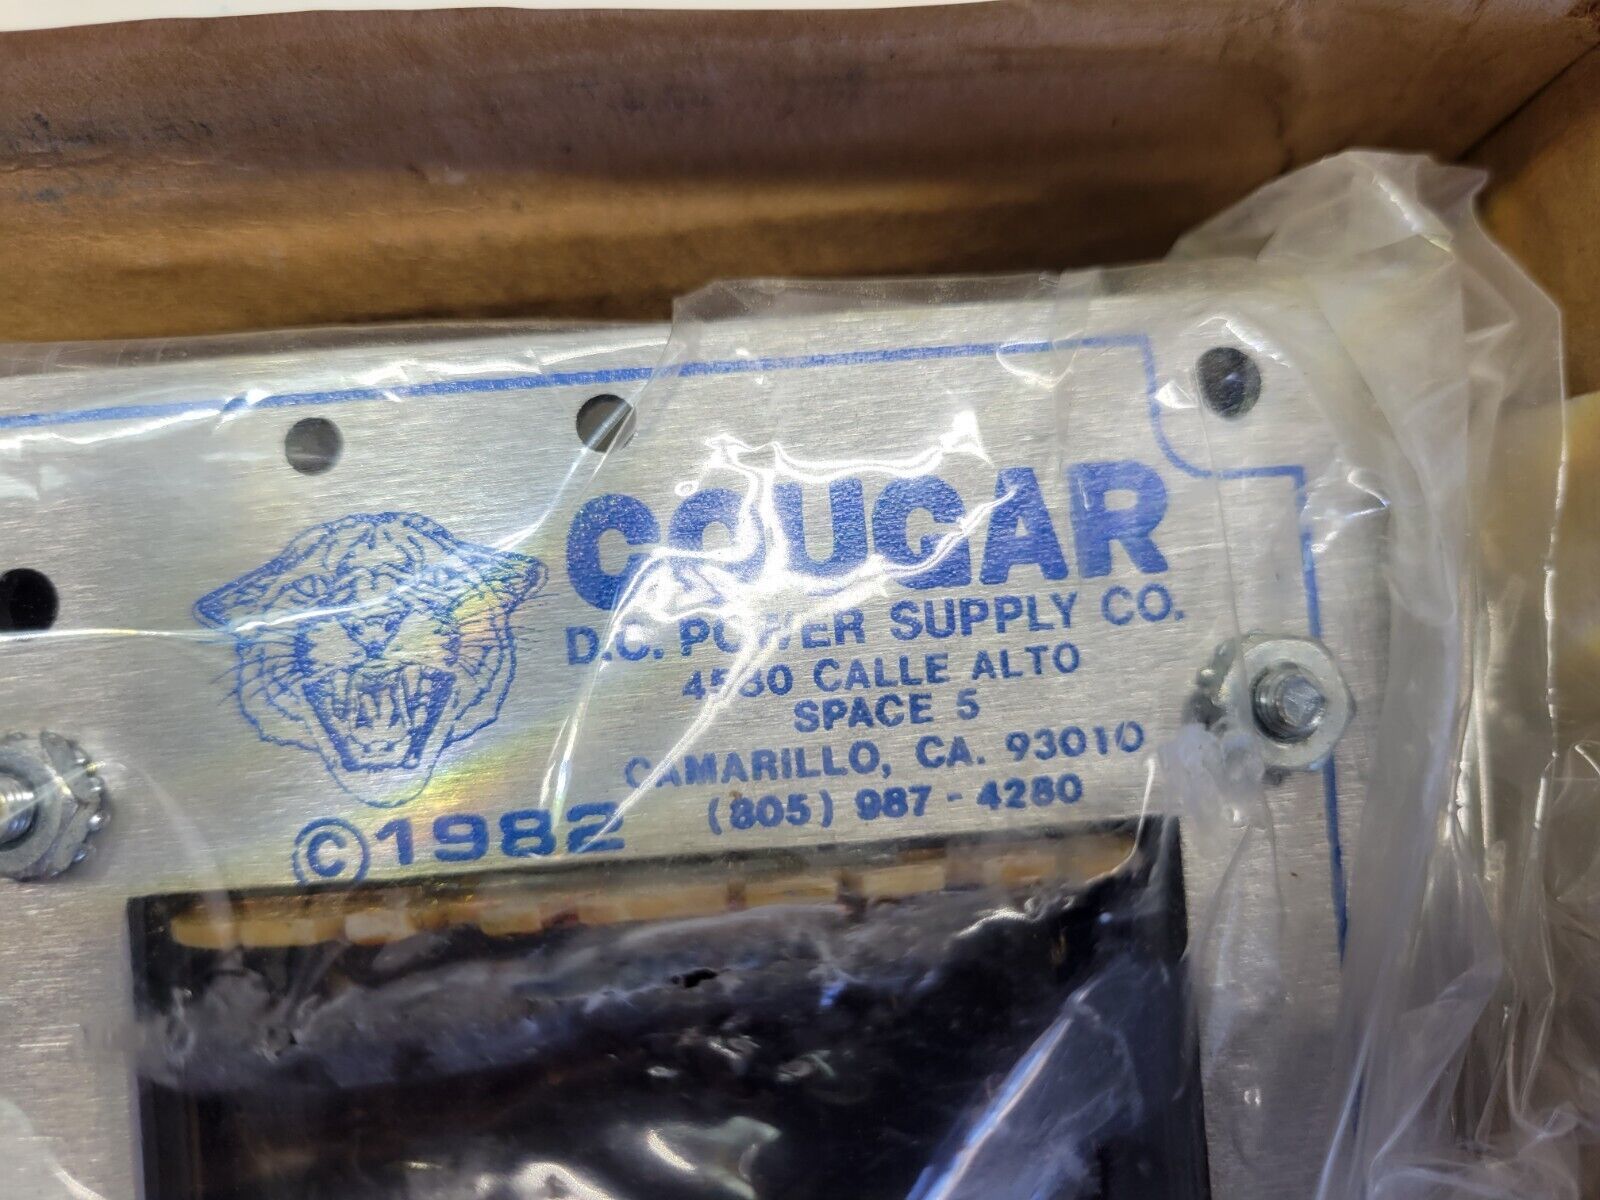 COUGAR
D.C. POWER SUPPLY CO.
CALLE ALTO
SPACE 5
CAMARILLO, CA. 93010
(805) 987-4280
©1982